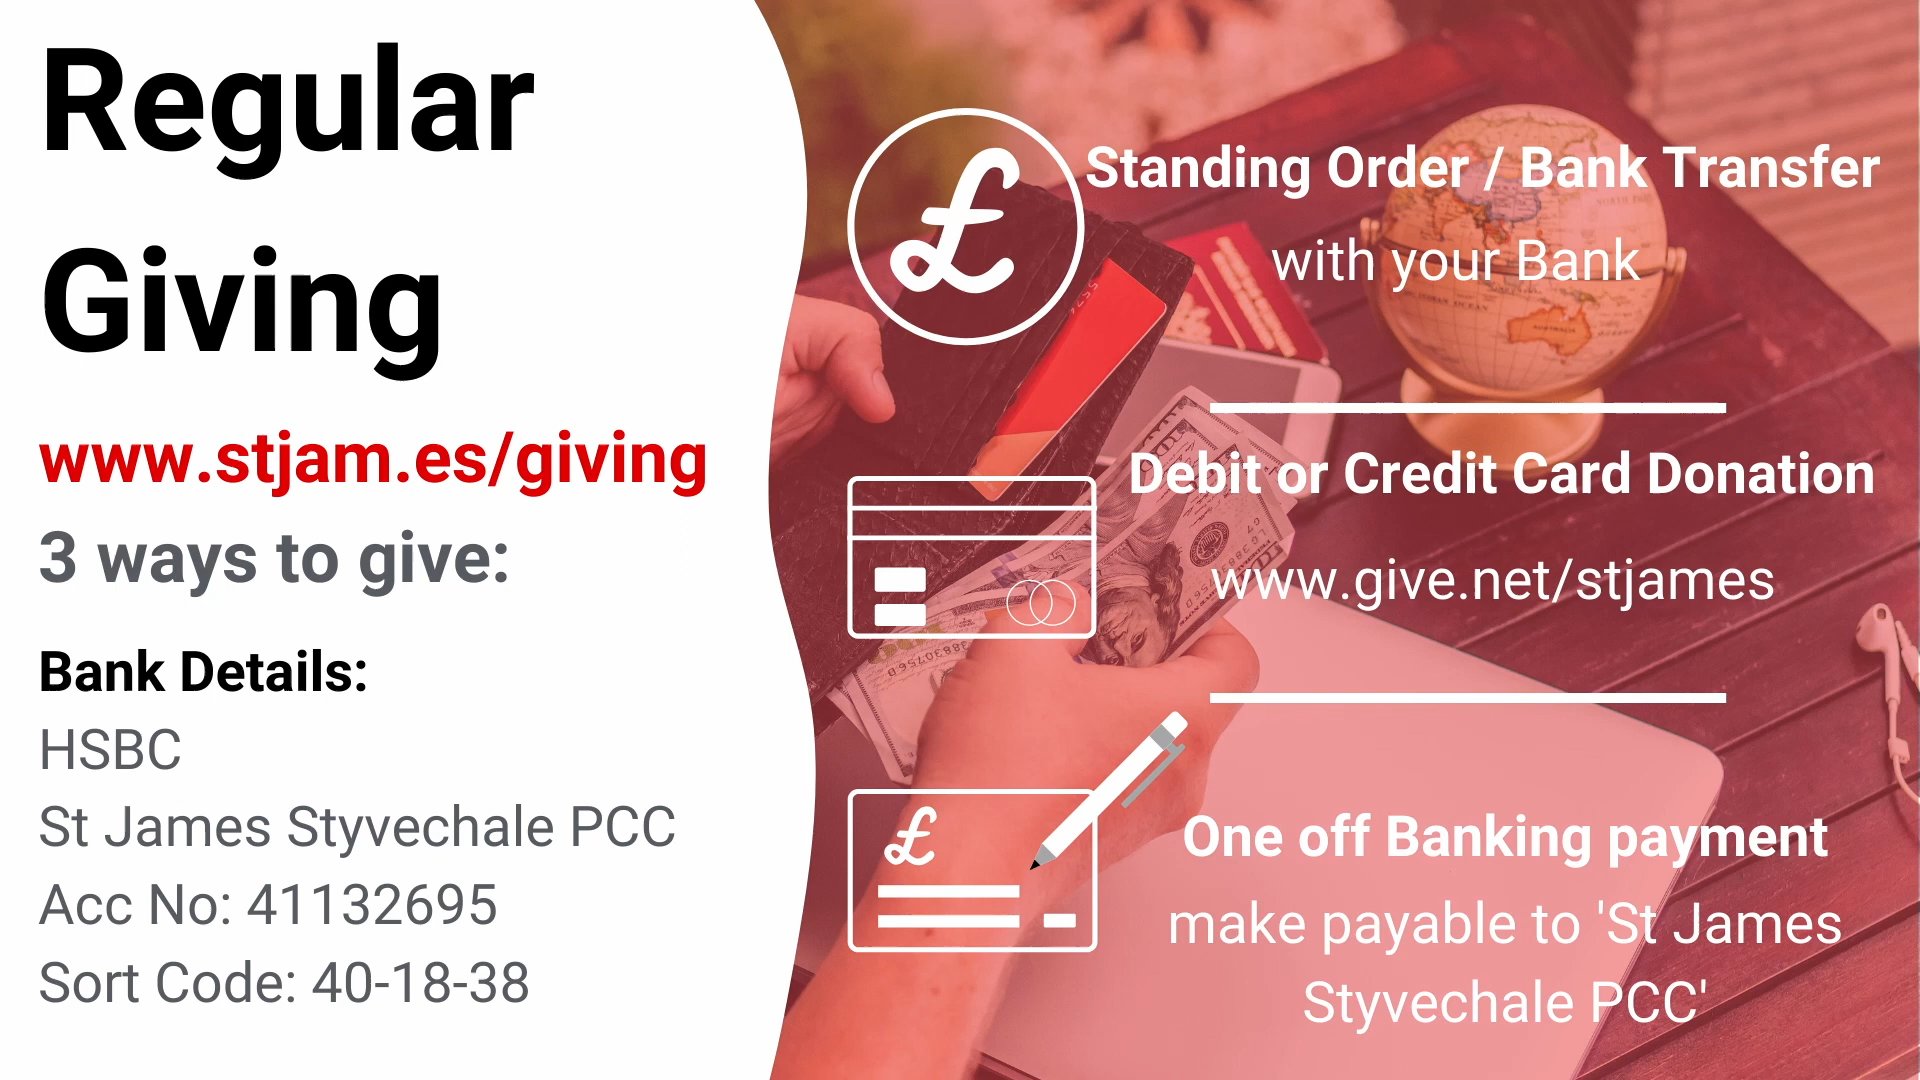 Regular
Giving
www.stjam.es/giving
3 ways to give:
Bank Details:
HSBC
St James Styvechale PCC
Acc No: 41132695
Sort Code: 40-18-38
£
Standing Order / Bank Transfer
with your Bank
Debit or Credit Card Donation
www.give.net/stjames
£
One off Banking payment
make payable to 'St James
Styvechale PCC'
AUSTRALIA